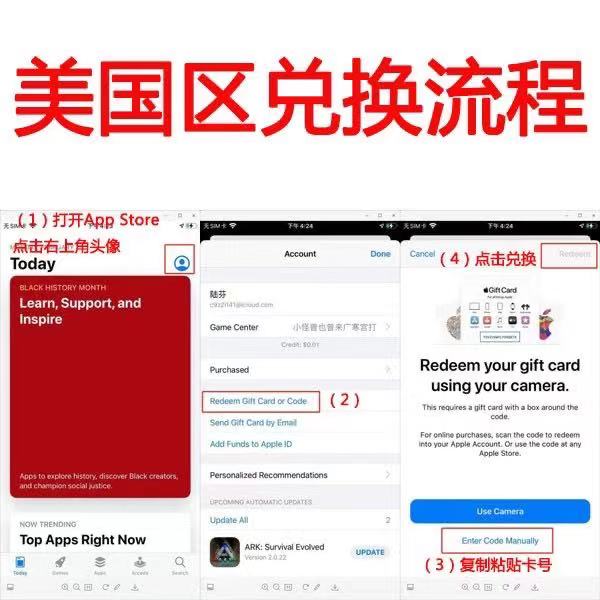 美国区兑换流程
无SIM卡
（1）打开App Store
点击右上角头像
Today
BLACK HISTORY MONTH
Learn, Support, and
Inspire
Apps to explore history, discover Black creators,
and champion social justice.
NOW TRENDING
Top Apps Right Now
Today
Games
Apps
Arcade
Search
无SIM卡
下午4:24
Account
Done
陆芬
Game Center
小怪兽也曾来广寒宫打
Credit: $0.01
Purchased
Redeem Gift Card or Code
（2）
Send Gift Card by Email
Add Funds to Apple ID
Personalized Recommendations
UPCOMING AUTOMATIC UPDATES
Update All
2
ARK: Survival Evolved
Version 2.0.22
UPDATE
无SIM卡
下午4:24
Cancel
（4）点击兑换
Redeem
Gift Card
Redeem your gift card
using your camera.
This requires a gift card with a box around the
code.
For online purchases, scan the code to redeem
into your Apple Account. Or use the code at any
Apple Store.
Use Camera
Enter Code Manually
（3）复制粘贴卡号